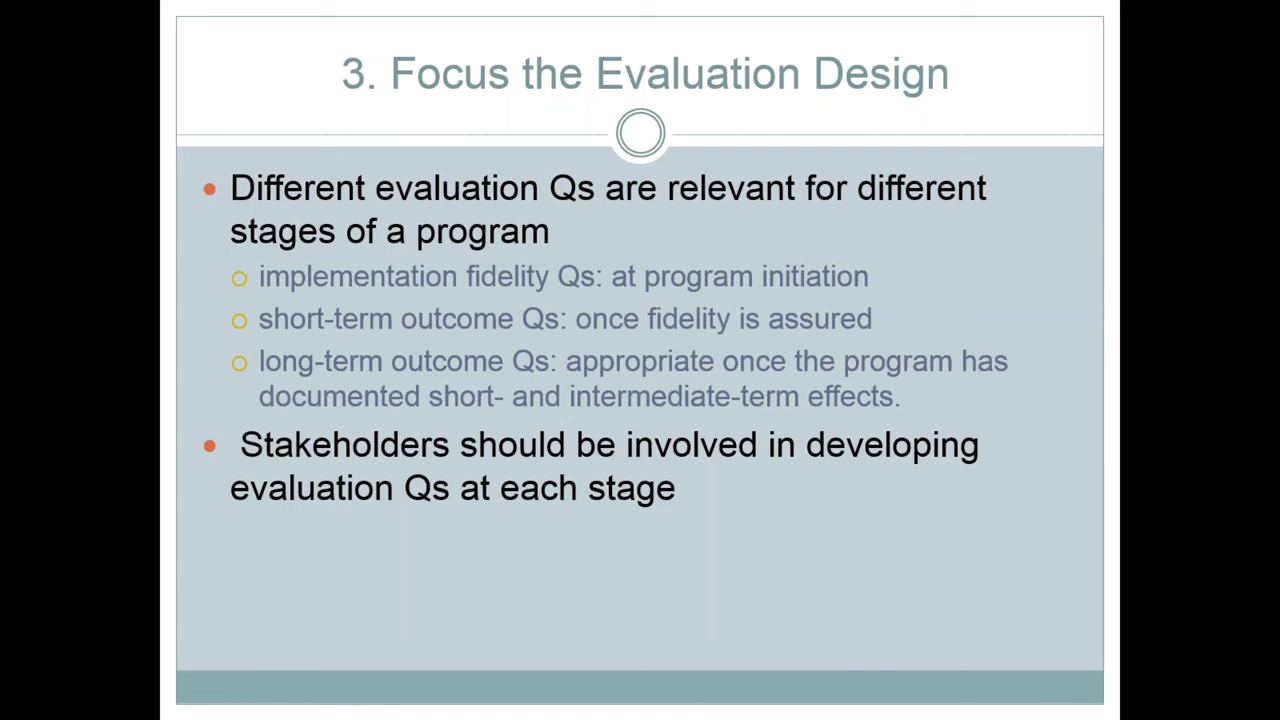 3. Focus the Evaluation Design
Different evaluation Qs are relevant for different
stages of a program
implementation fidelity Qs: at program initiation
short-term outcome Qs: once fidelity is assured
long-term outcome Qs: appropriate once the program has
documented short- and intermediate-term effects.
Stakeholders should be involved in developing
evaluation Qs at each stage